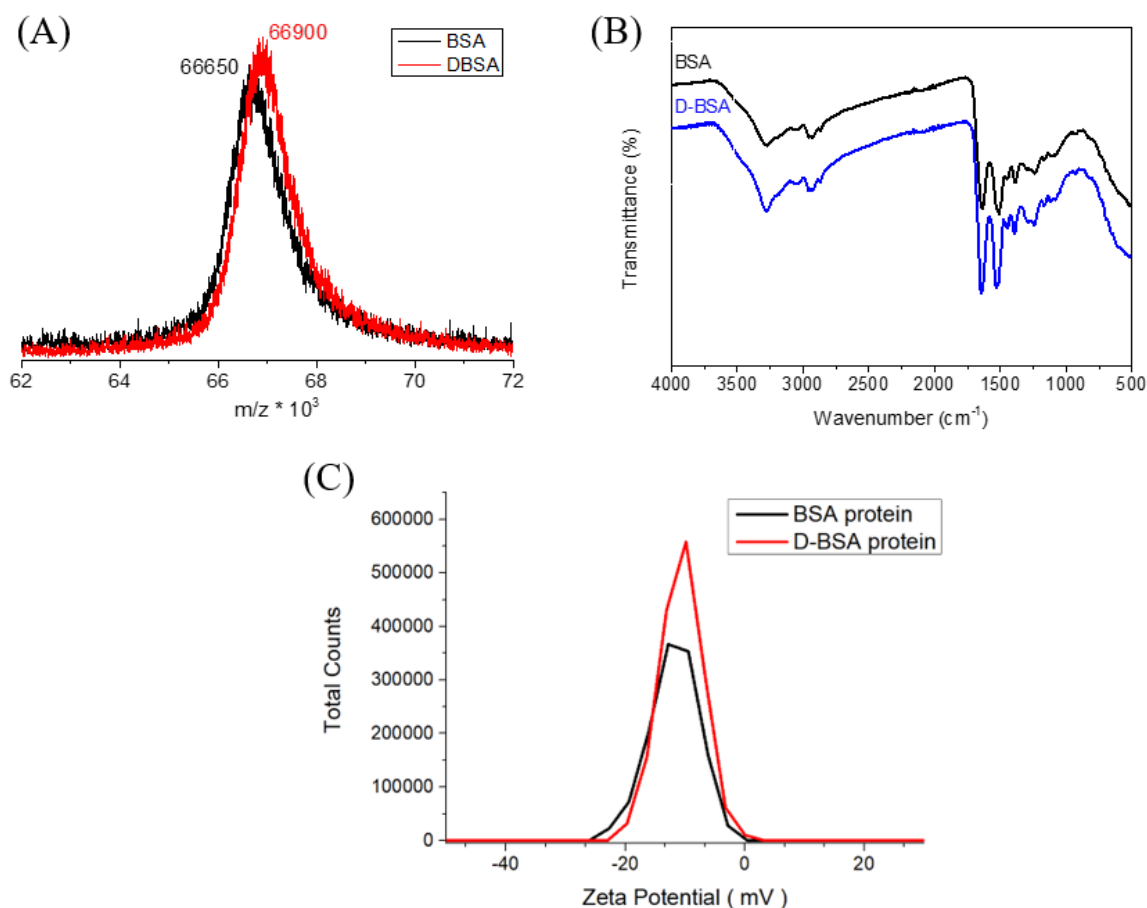 (A)
66900
66650
BSA
DBSA
62 64 66 68 70 72
m/z * 10³
(B)
BSA
D-BSA
Transmittance (%)
4000 3500 3000 2500 2000 1500 1000 500
Wavenumber (cm⁻¹)
(C)
BSA protein
D-BSA protein
600000
500000
400000
300000
200000
100000
0
Total Counts
-40 -20 0 20
Zeta Potential ( mV )